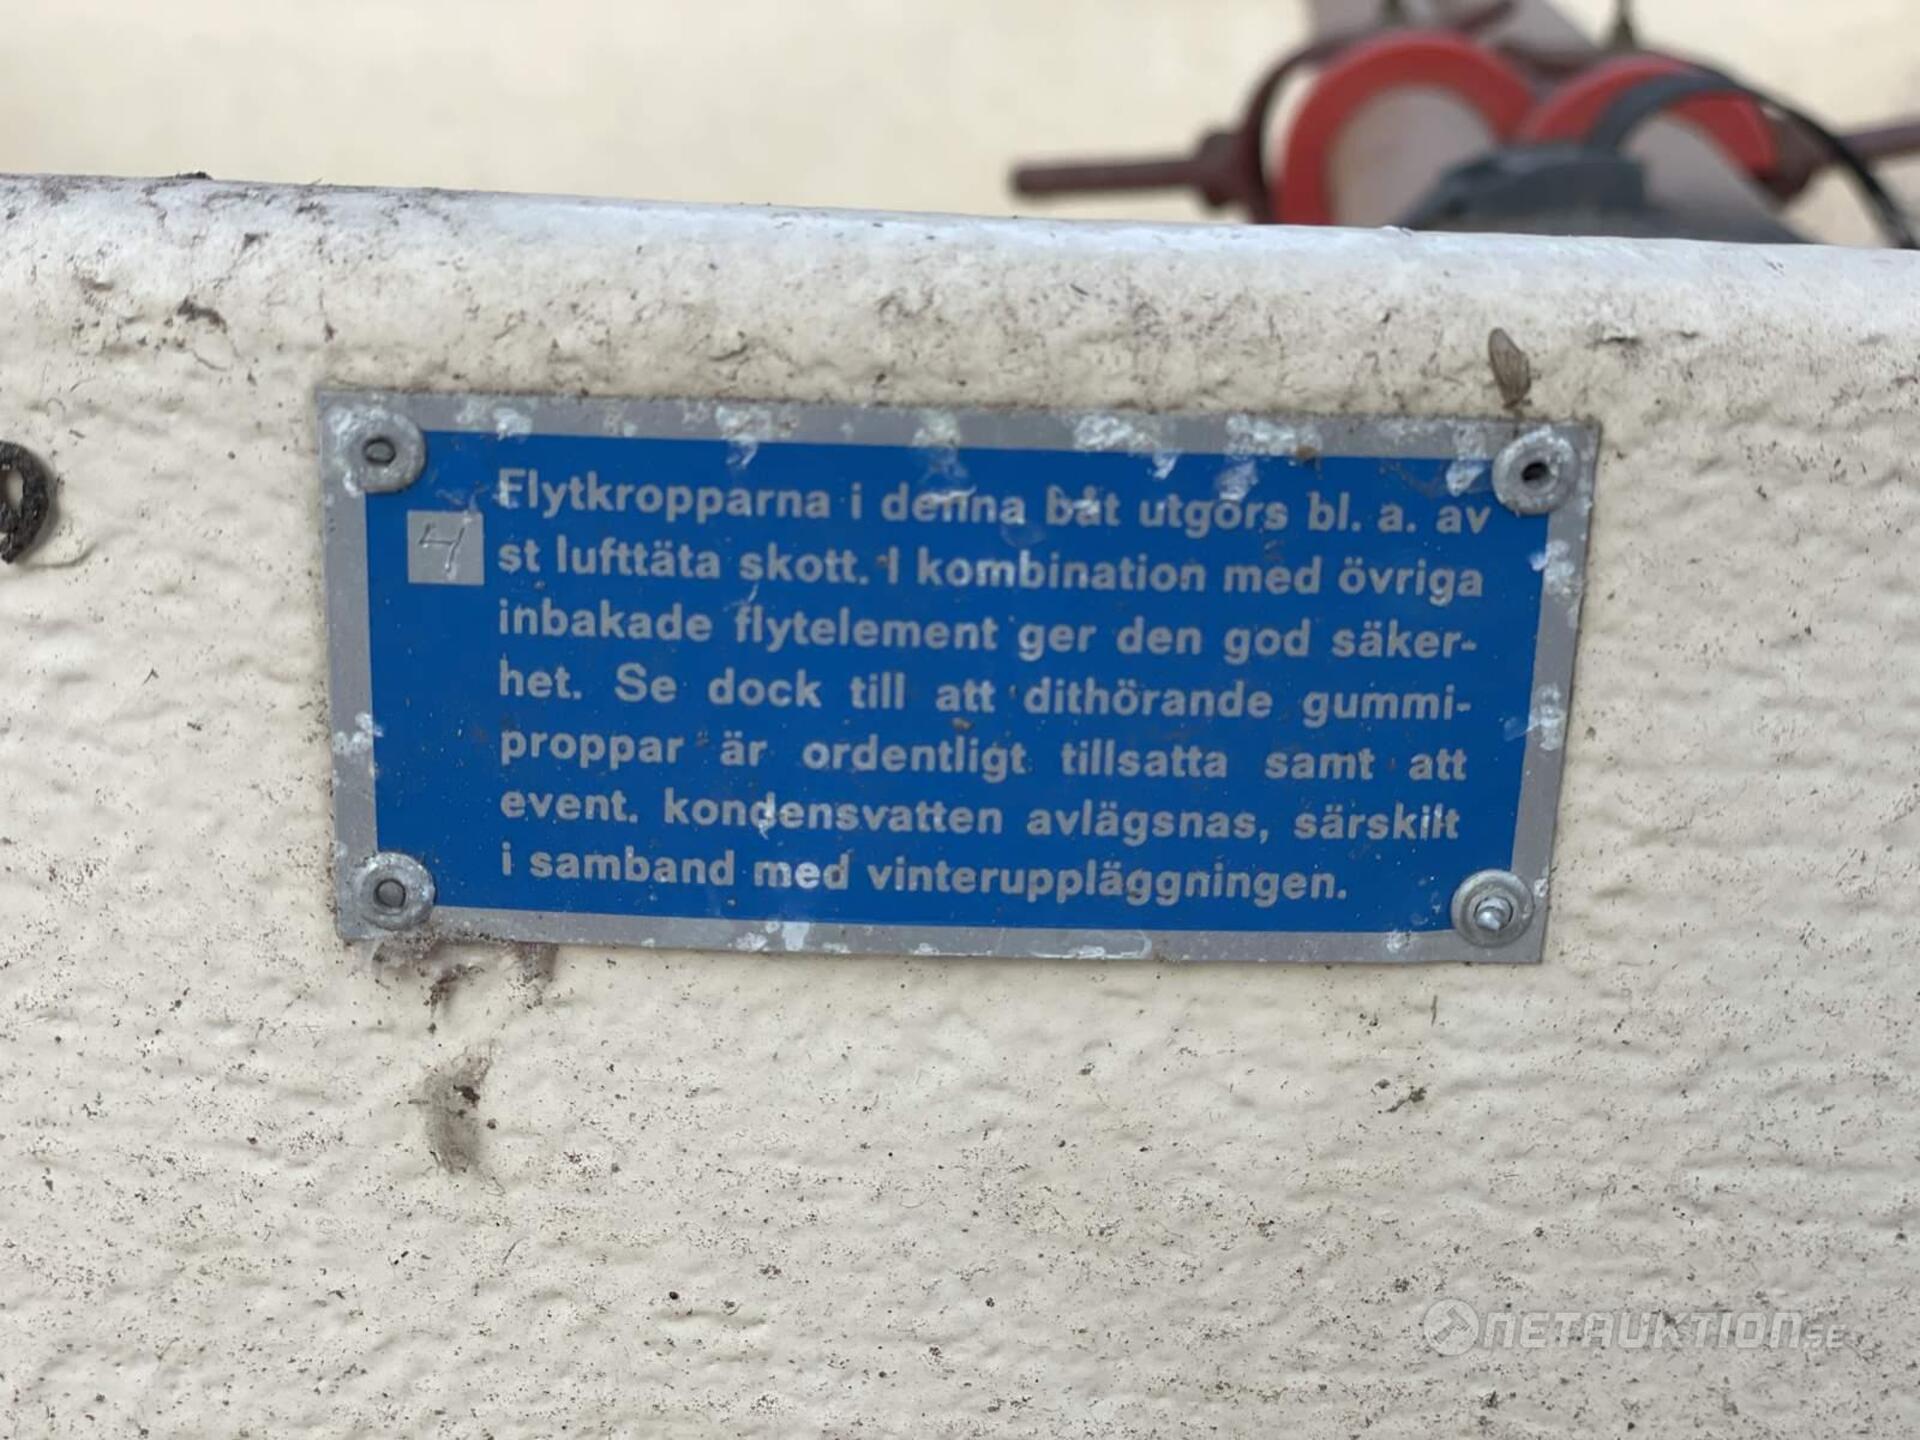 Flytkropparna i denna båt utgörs bl. a. av
4 st lufttäta skott. I kombination med övriga
inbakade flytelement ger den god säker-
het. Se dock till att dithörande gummi-
proppar är ordentligt tillsatta samt att
event. kondensvatten avlägsnas, särskilt
i samband med vinteruppläggningen.
NETAUKTION.SE